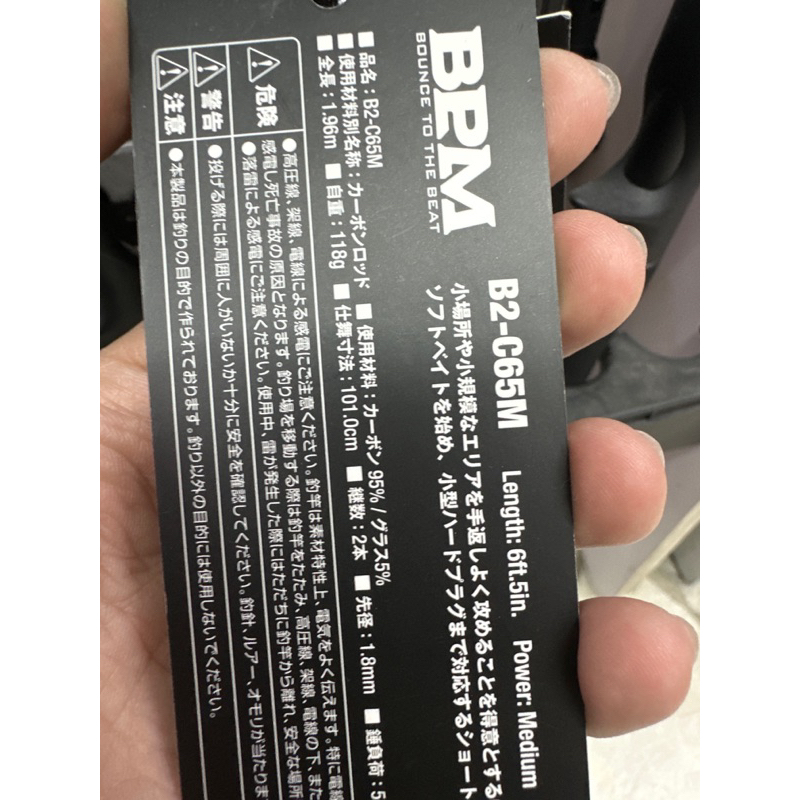 BPM
BOUNCE TO THE BEAT
B2-C65M Length: 6ft.5in. Power: Medium
小場所や小規模なエリアを手返しよく攻めることを得意とする
ソフトベイトを始め、小型ハードプラグまで対応するショート
■品名：B2-C65M
■使用材料別名称：カーボンロッド ■使用材料：カーボン 95% / グラス5%
■全長：1.96m ■自重：118g ■仕舞寸法：101.0cm ■継数：2本 ■先径：1.8mm ■錘負荷：5
危険
●高圧線、架線、電線による感電にご注意ください。釣竿は素材特性上、電気をよく伝えます。特に電線
感電し死亡事故の原因となります。釣り場を移動する際は釣竿をたたみ、高圧線、架線、電線の下、また
●落雷による感電にご注意ください。使用中、雷が発生した際にはただちに釣竿から離れ、安全な場所
警告
●投げる際には周囲に人がいないか十分に安全を確認してください。釣針、ルアー、オモリが当たりま
注意
●本製品は釣りの目的で作られております。釣り以外の目的には使用しないでください。